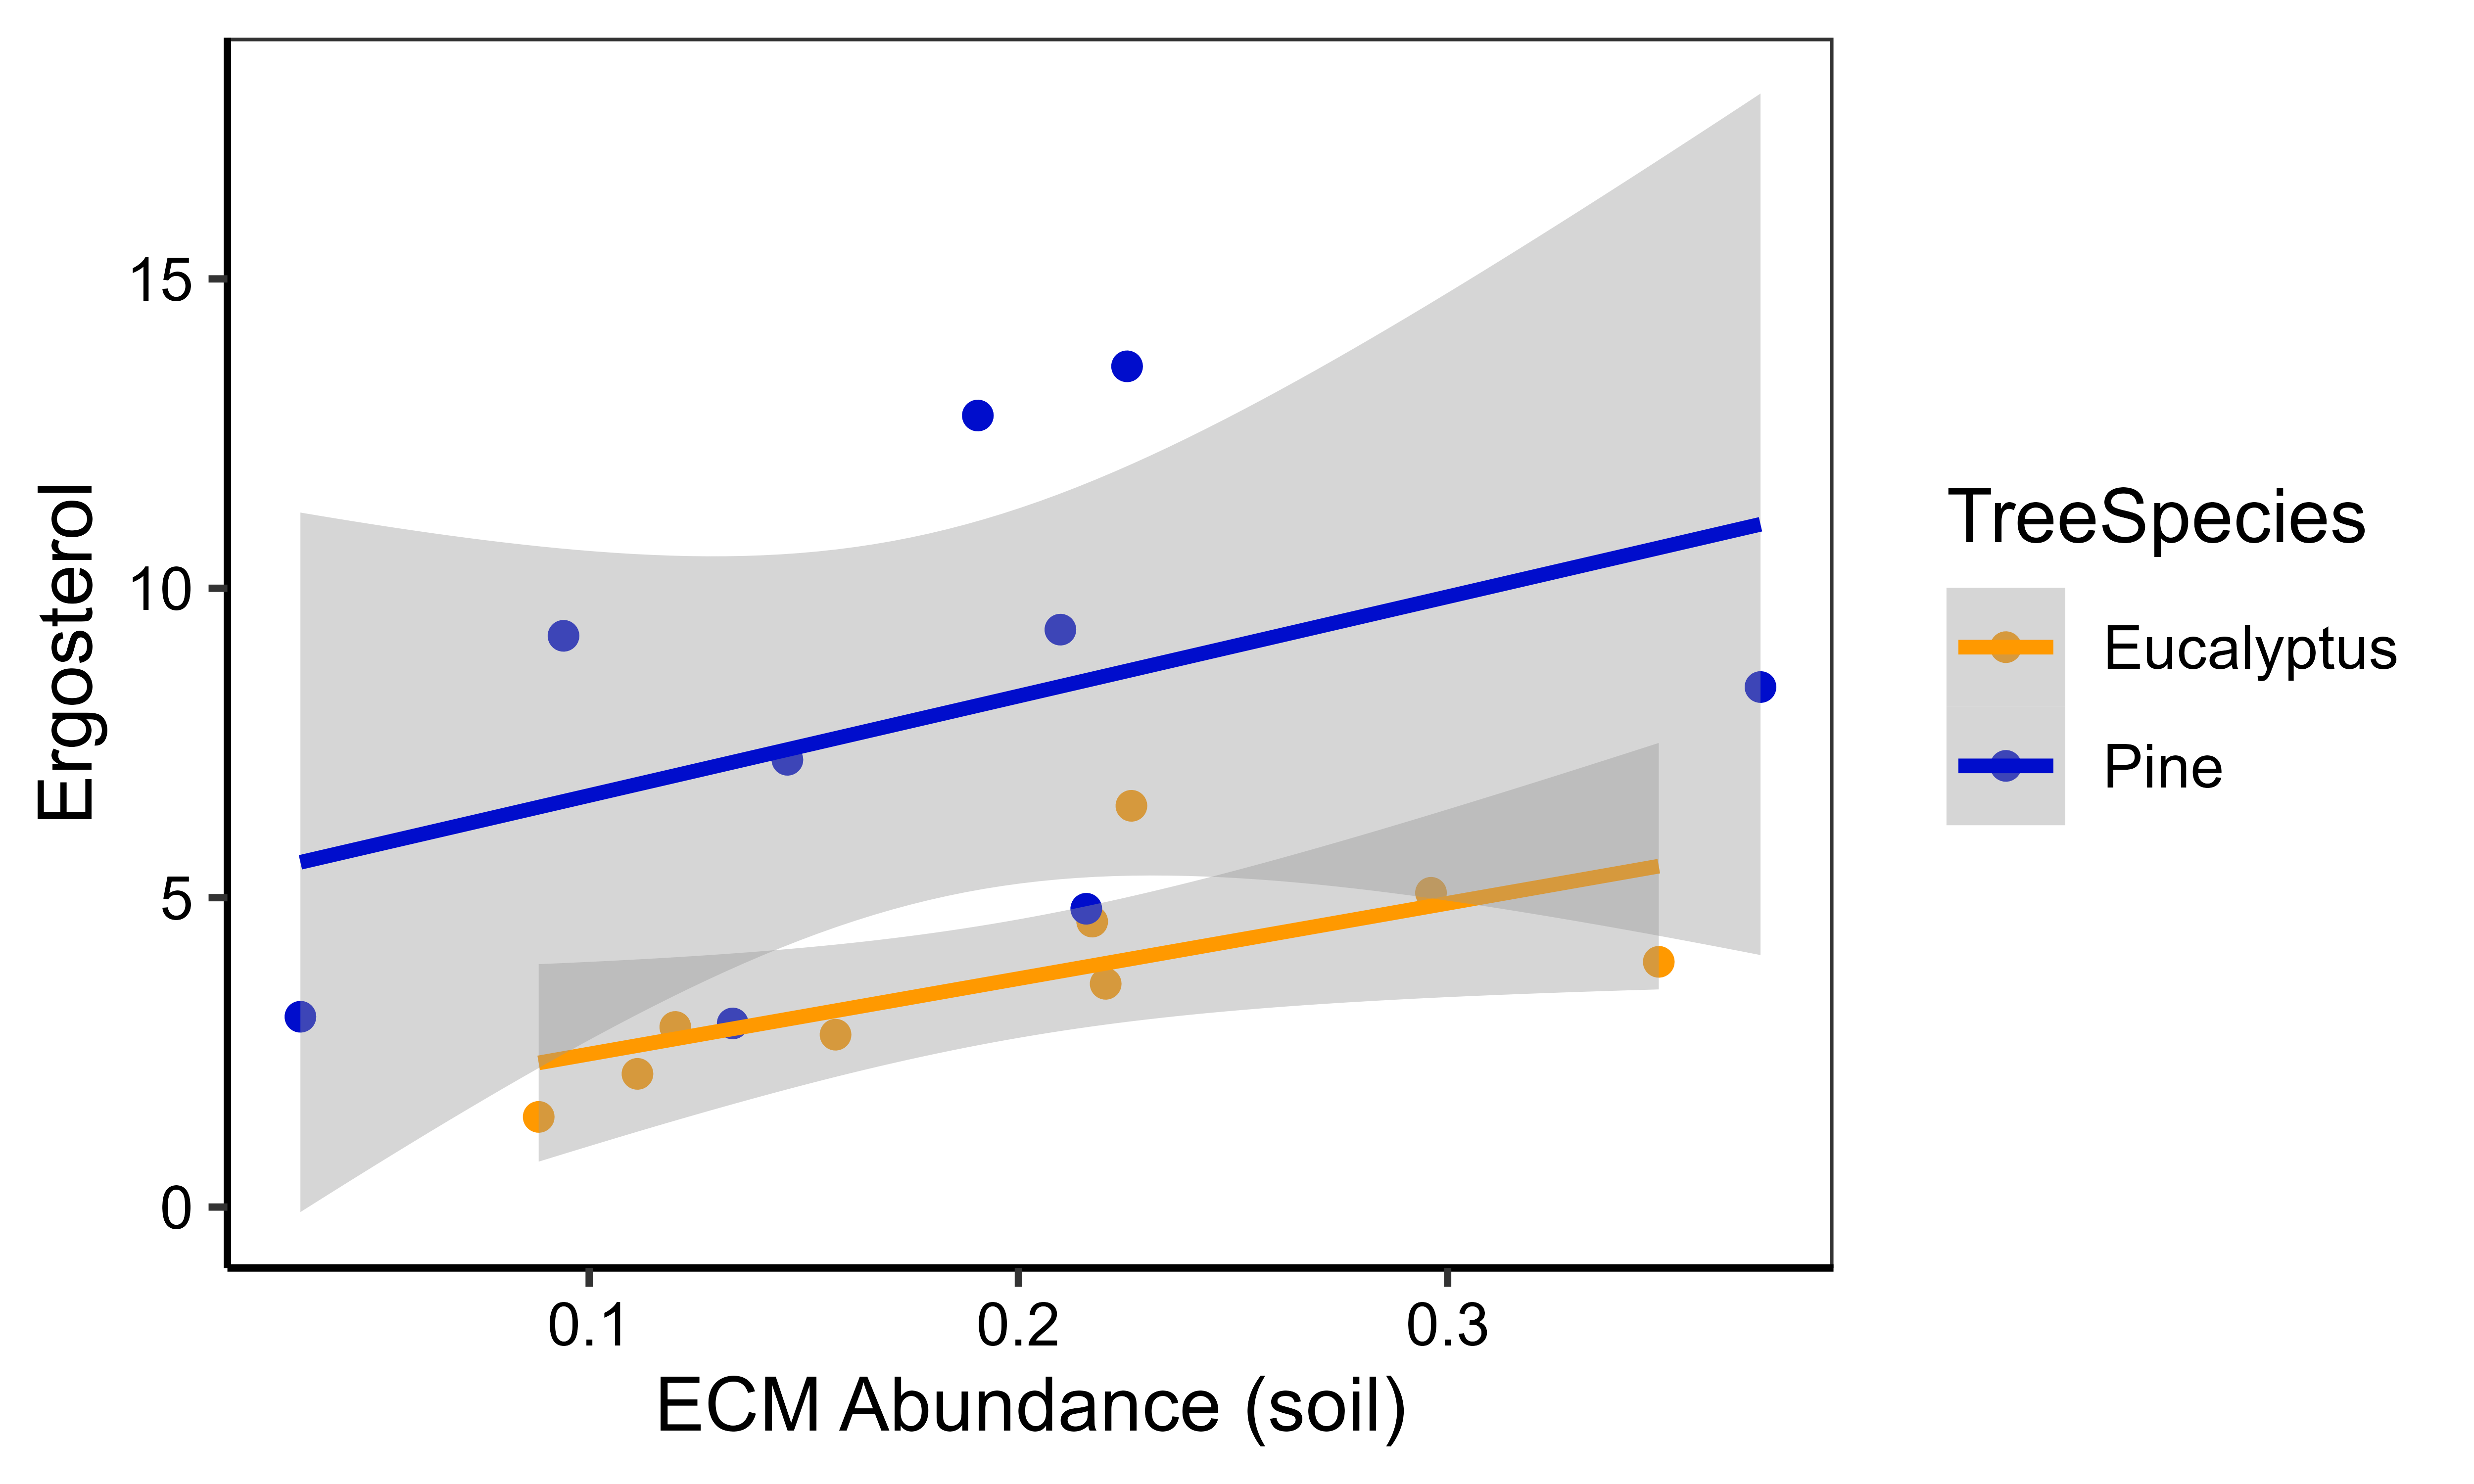 Ergosterol
15
10
5
0
0.1 0.2 0.3
ECM Abundance (soil)
TreeSpecies
Eucalyptus
Pine